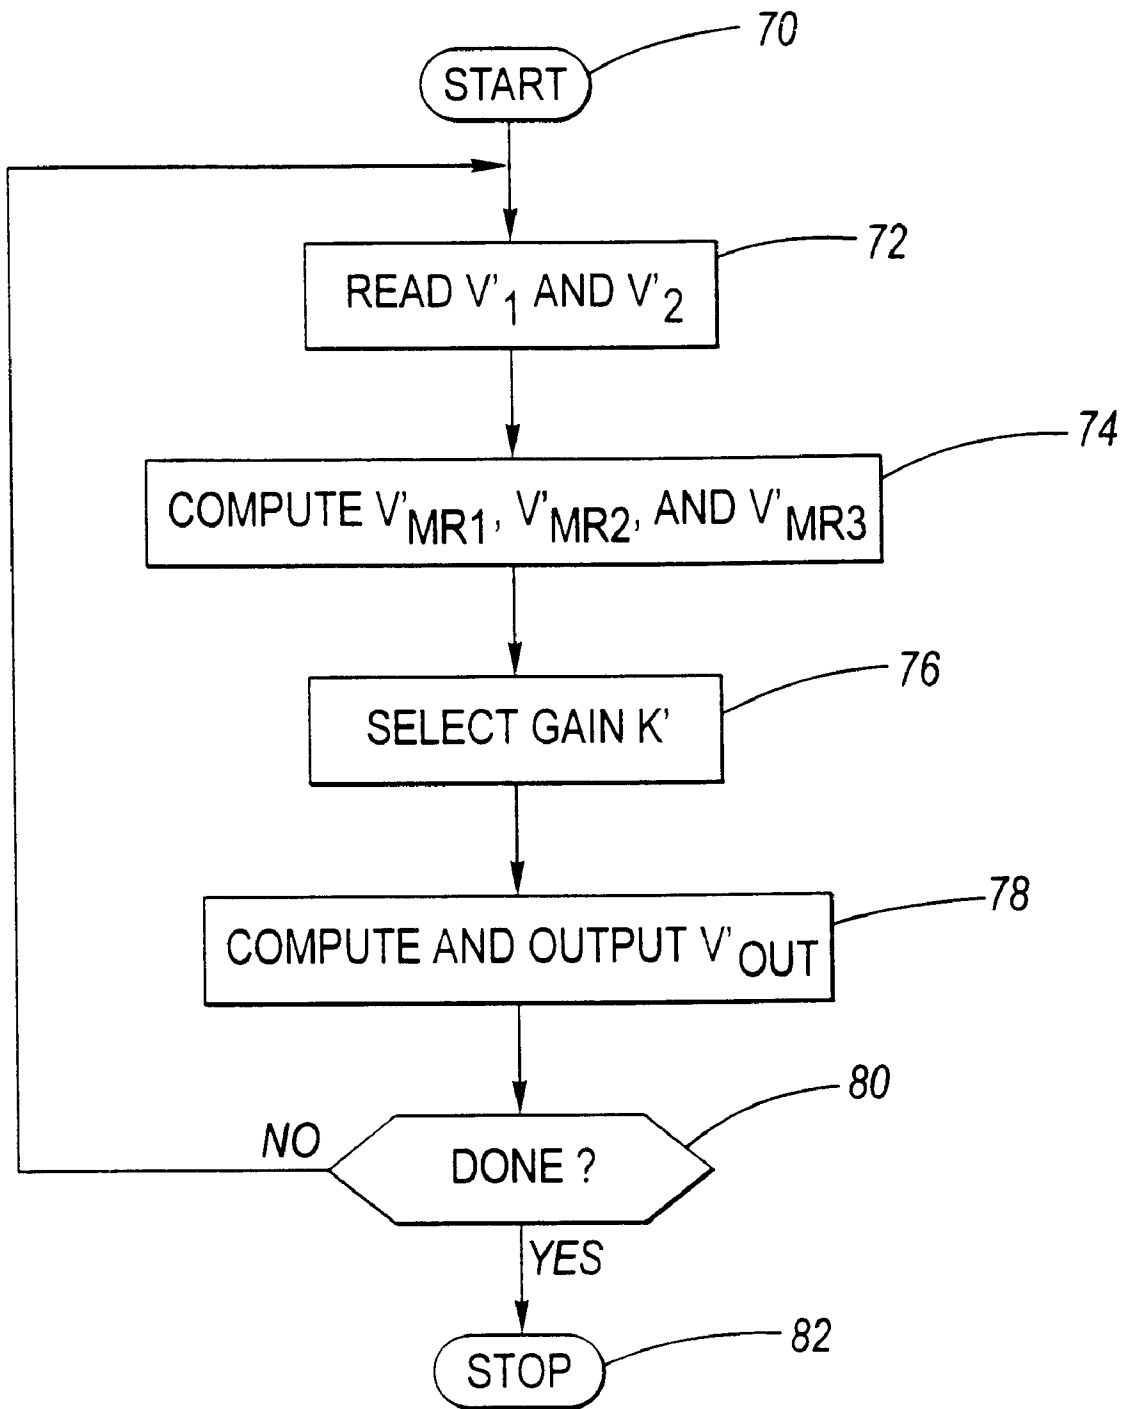 70
START
72
READ V'1 AND V'2
74
COMPUTE V'MR1, V'MR2, AND V'MR3
76
SELECT GAIN K'
78
COMPUTE AND OUTPUT V'OUT
80
NO
DONE ?
YES
82
STOP